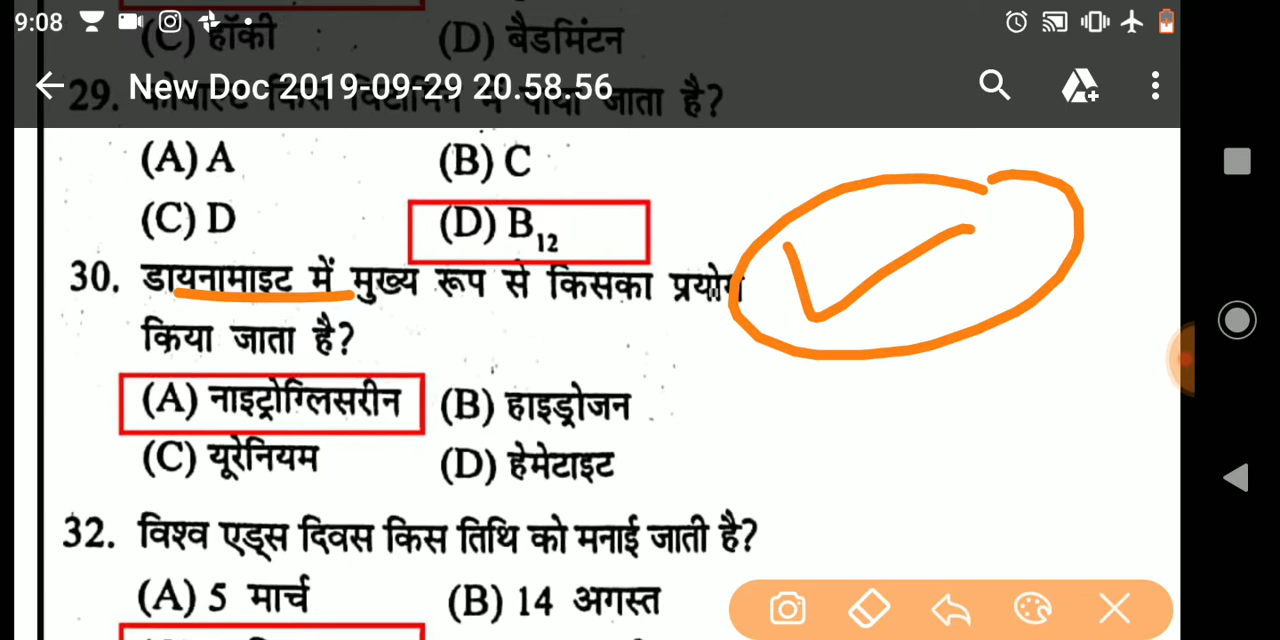 9:08
(C) हॉकी (D) बैडमिंटन
New Doc 2019-09-29 20.58.56
29. किस विटामिन में पाया जाता है?
(A) A (B) C
(C) D (D) B12
30. डायनामाइट में मुख्य रूप से किसका प्रयोग
किया जाता है?
(A) नाइट्रोग्लिसरीन (B) हाइड्रोजन
(C) यूरेनियम (D) हेमेटाइट
32. विश्व एड्स दिवस किस तिथि को मनाई जाती है?
(A) 5 मार्च (B) 14 अगस्त